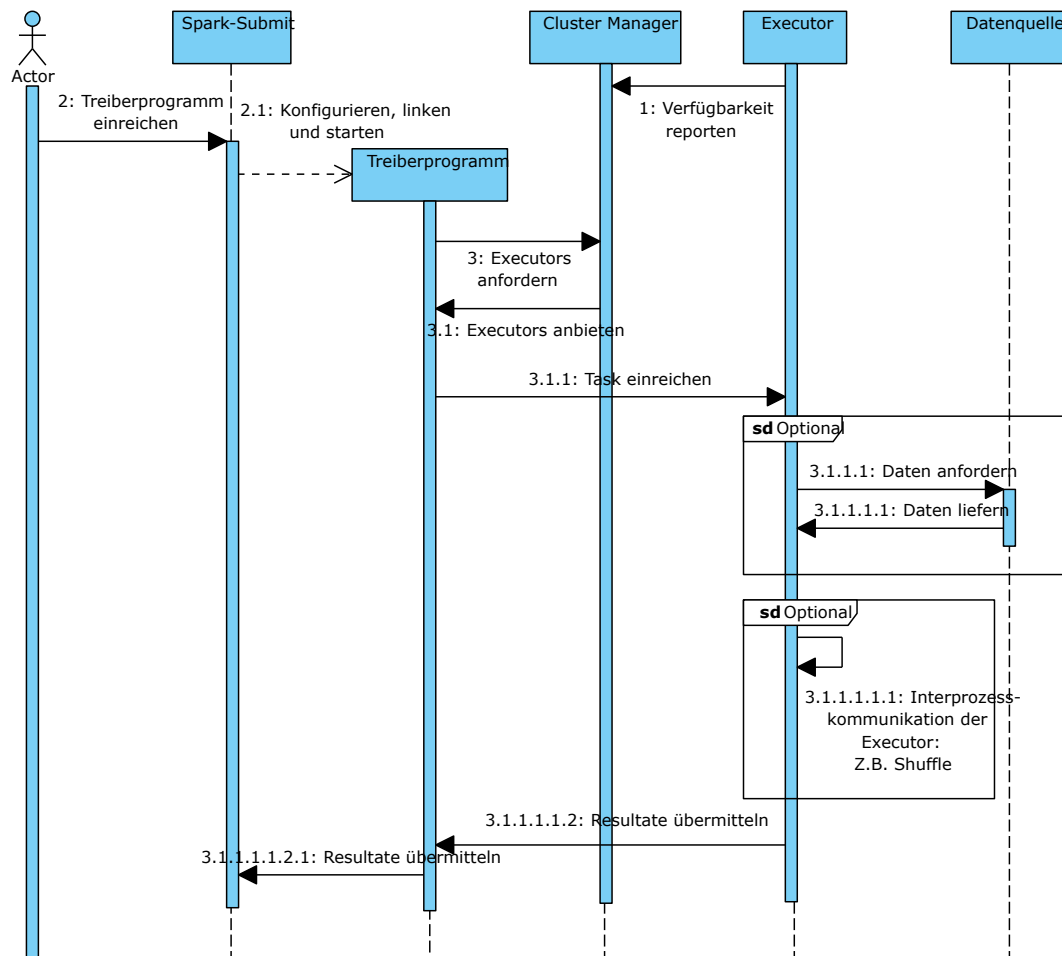 Spark-Submit
Cluster Manager
Executor
Datenquelle
Actor
2: Treiberprogramm
einreichen
2.1: Konfigurieren, linken
und starten
1: Verfügbarkeit
reporten
Treiberprogramm
3: Executors
anfordern
3.1: Executors anbieten
3.1.1: Task einreichen
sd Optional
3.1.1.1: Daten anfordern
3.1.1.1.1: Daten liefern
sd Optional
3.1.1.1.1.1: Interprozess-
kommunikation der
Executor:
Z.B. Shuffle
3.1.1.1.1.2: Resultate übermitteln
3.1.1.1.1.2.1: Resultate übermitteln